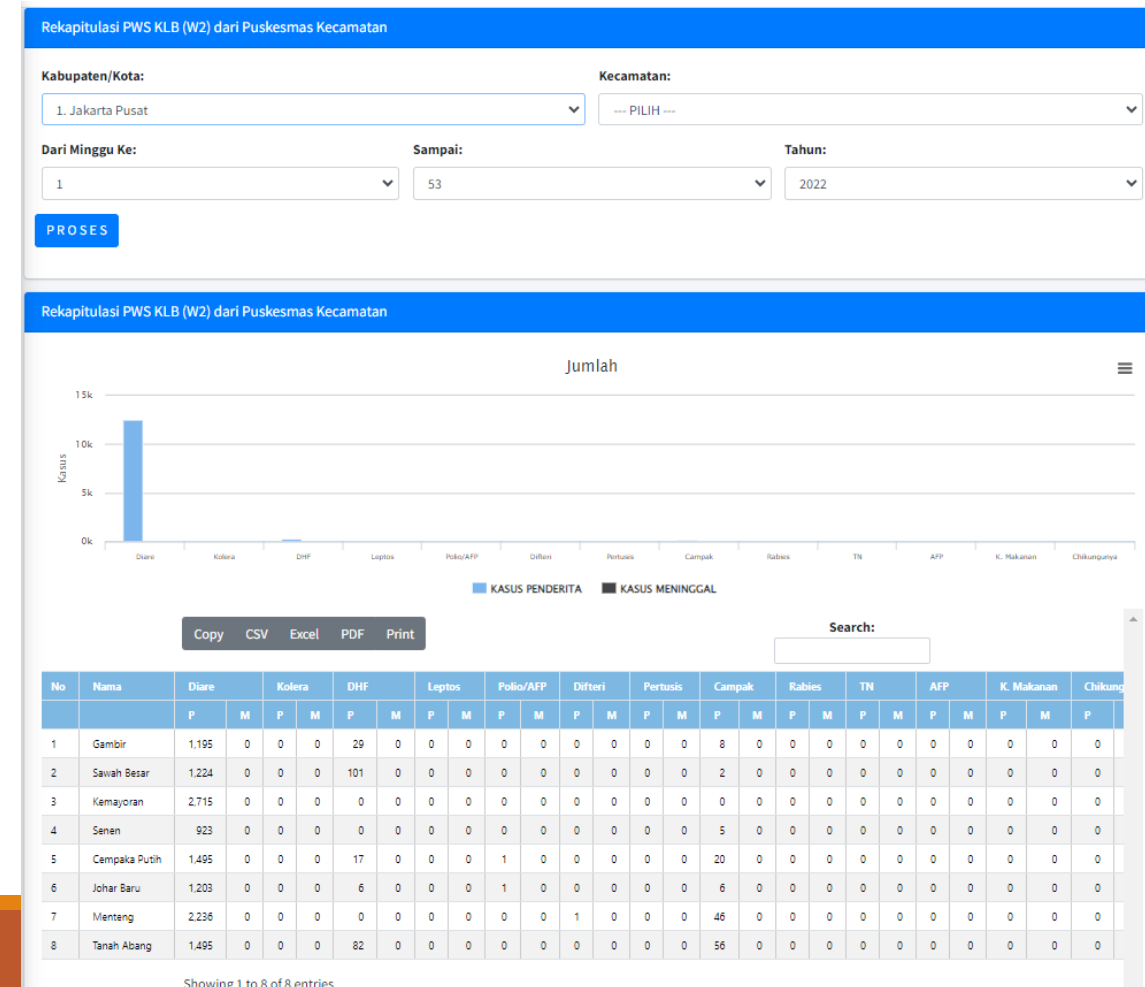 Rekapitulasi PWS KLB (W2) dari Puskesmas Kecamatan
Kabupaten/Kota: Kecamatan:
1. Jakarta Pusat --- PILIH ---
Dari Minggu Ke: Sampai: Tahun:
1 53 2022
PROSES
Rekapitulasi PWS KLB (W2) dari Puskesmas Kecamatan
Jumlah
15k
10k
5k
0k
Kasus
Diare Kolera DHF Leptos Polio/AFP Difteri Pertusis Campak Rabies TN AFP K. Makanan Chikungunya
KASUS PENDERITA KASUS MENINGGAL
Copy CSV Excel PDF Print Search:
No Nama Diare Kolera DHF Leptos Polio/AFP Difteri Pertusis Campak Rabies TN AFP K. Makanan Chikung
P M P M P M P M P M P M P M P M P M P M P M P M P
1 Gambir 1,195 0 0 0 29 0 0 0 0 0 0 0 0 0 8 0 0 0 0 0 0 0 0 0 0
2 Sawah Besar 1,224 0 0 0 101 0 0 0 0 0 0 0 0 0 2 0 0 0 0 0 0 0 0 0 0
3 Kemayoran 2,715 0 0 0 0 0 0 0 0 0 0 0 0 0 0 0 0 0 0 0 0 0 0 0 0
4 Senen 923 0 0 0 0 0 0 0 0 0 0 0 0 0 5 0 0 0 0 0 0 0 0 0 0
5 Cempaka Putih 1,495 0 0 0 17 0 0 0 1 0 0 0 0 0 20 0 0 0 0 0 0 0 0 0 0
6 Johar Baru 1,203 0 0 0 6 0 0 0 1 0 0 0 0 0 6 0 0 0 0 0 0 0 0 0 0
7 Menteng 2,236 0 0 0 0 0 0 0 0 0 1 0 0 0 46 0 0 0 0 0 0 0 0 0 0
8 Tanah Abang 1,495 0 0 0 82 0 0 0 0 0 0 0 0 0 56 0 0 0 0 0 0 0 0 0 0
Showing 1 to 8 of 8 entries